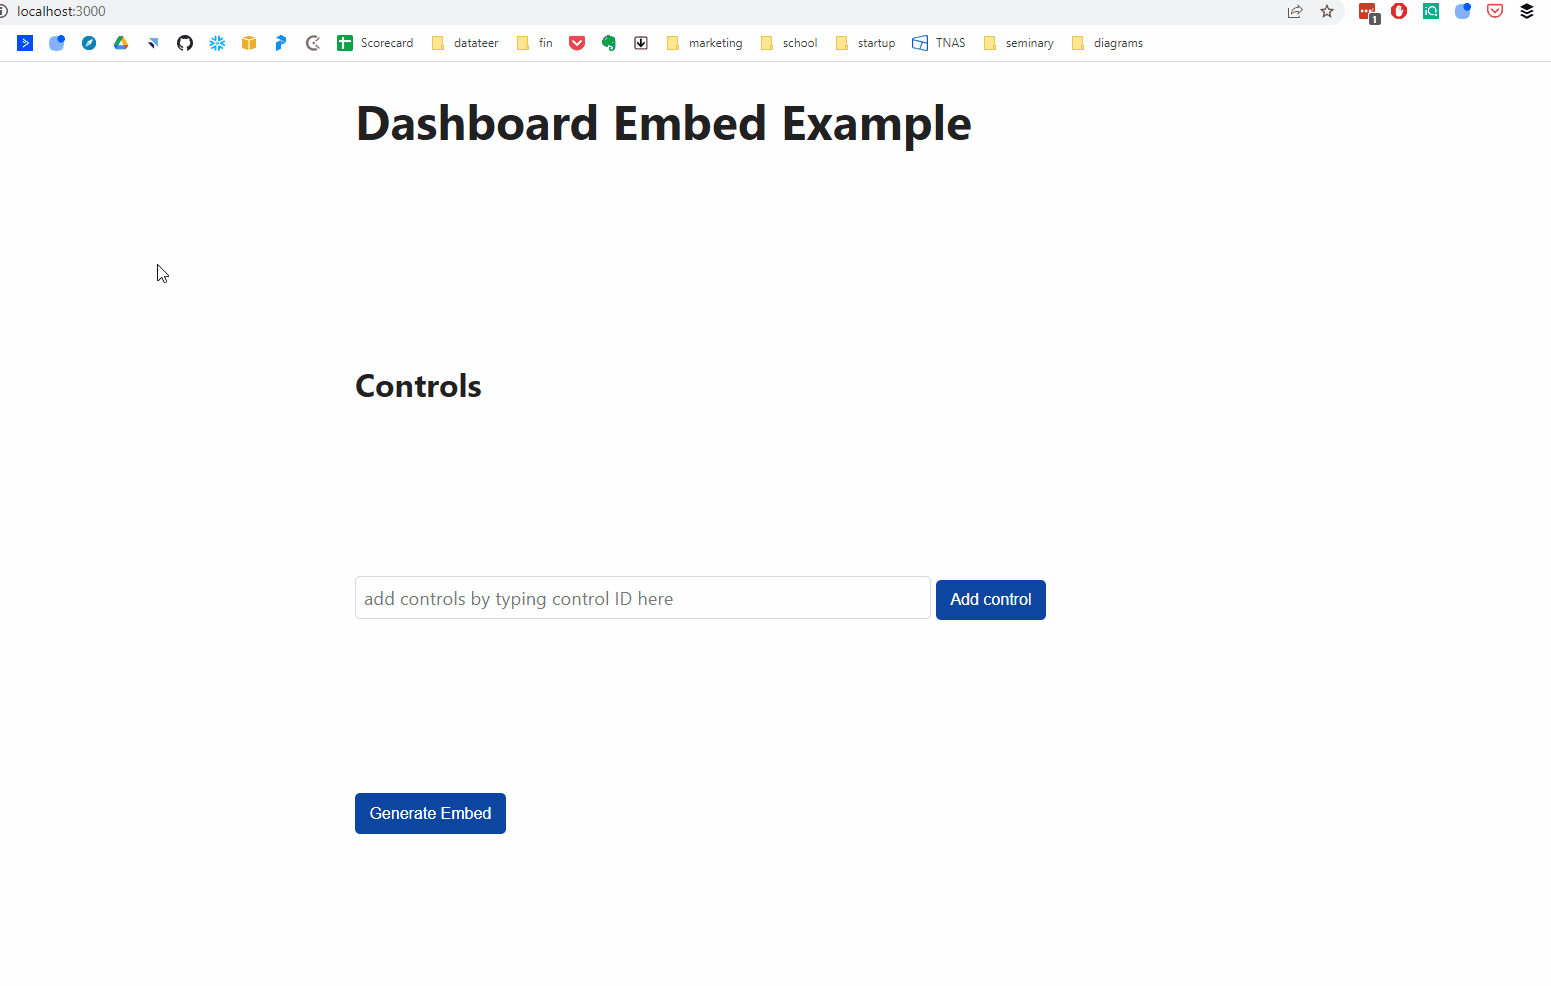 localhost:3000
1
Scorecard datateer fin marketing school startup TNAS seminary diagrams
Dashboard Embed Example
Controls
add controls by typing control ID here Add control
Generate Embed